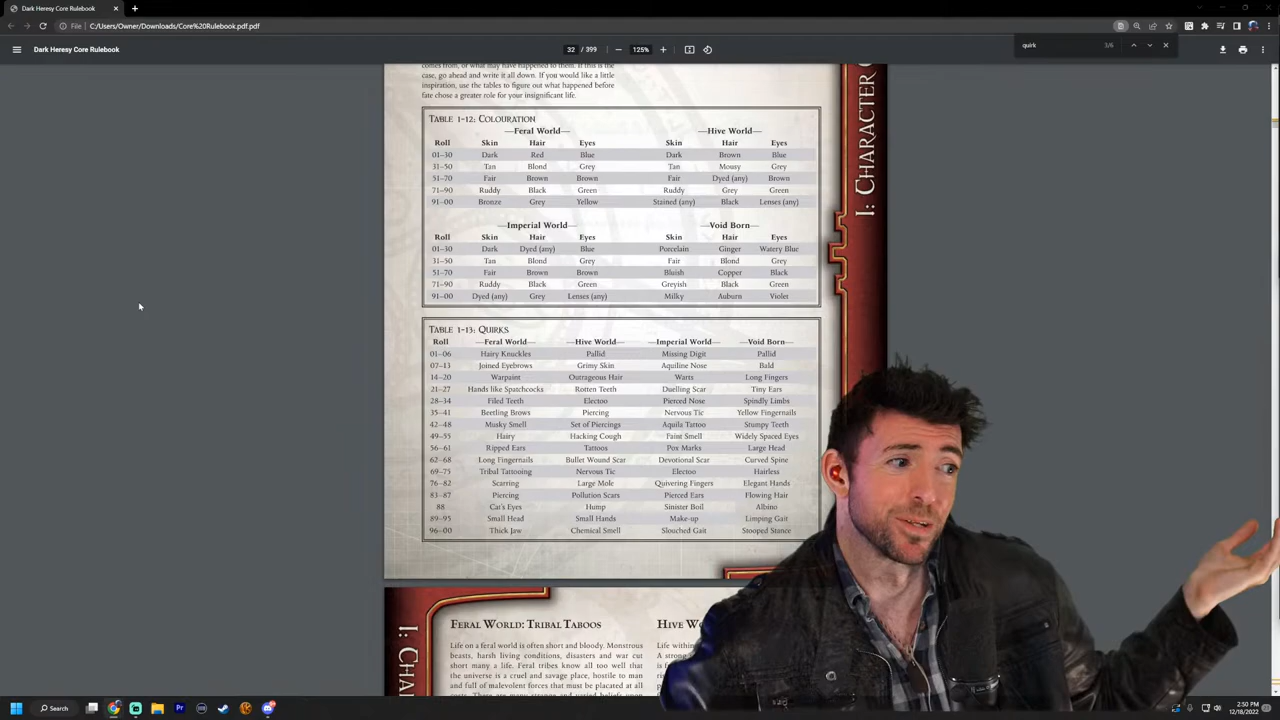 Dark Heresy Core Rulebook
File
C:/Users/Owner/Downloads/Core%20Rulebook.pdf.pdf
Dark Heresy Core Rulebook
32 / 399
125%
quirk
3/6
comes from, or what may have happened to them. If this is the
case, go ahead and write it all down. If you would like a little
inspiration, use the tables to figure out what happened before
fate chose a greater role for your insignificant life.
Table 1-12: Colouration
—Feral World— —Hive World—
Roll Skin Hair Eyes Skin Hair Eyes
01–30 Dark Red Blue Dark Brown Blue
31–50 Tan Blond Grey Tan Mousy Grey
51–70 Fair Brown Brown Fair Dyed (any) Brown
71–90 Ruddy Black Green Ruddy Grey Green
91–00 Bronze Grey Yellow Stained (any) Black Lenses (any)
—Imperial World— —Void Born—
Roll Skin Hair Eyes Skin Hair Eyes
01–30 Dark Dyed (any) Blue Porcelain Ginger Watery Blue
31–50 Tan Blond Grey Fair Blond Grey
51–70 Fair Brown Brown Bluish Copper Black
71–90 Ruddy Black Green Greyish Black Green
91–00 Dyed (any) Grey Lenses (any) Milky Auburn Violet
Table 1-13: Quirks
Roll —Feral World— —Hive World— —Imperial World— —Void Born—
01–06 Hairy Knuckles Pallid Missing Digit Pallid
07–13 Joined Eyebrows Grimy Skin Aquiline Nose Bald
14–20 Warpaint Outrageous Hair Warts Long Fingers
21–27 Hands like Spatchcocks Rotten Teeth Duelling Scar Tiny Ears
28–34 Filed Teeth Electoo Pierced Nose Spindly Limbs
35–41 Beetling Brows Piercing Nervous Tic Yellow Fingernails
42–48 Musky Smell Set of Piercings Aquila Tattoo Stumpy Teeth
49–55 Hairy Hacking Cough Faint Smell Widely Spaced Eyes
56–61 Ripped Ears Tattoos Pox Marks Large Head
62–68 Long Fingernails Bullet Wound Scar Devotional Scar Curved Spine
69–75 Tribal Tattooing Nervous Tic Electoo Hairless
76–82 Scarring Large Mole Quivering Fingers Elegant Hands
83–87 Piercing Pollution Scars Pierced Ears Flowing Hair
88 Cat's Eyes Hump Sinister Boil Albino
89–95 Small Head Small Hands Make-up Limping Gait
96–00 Thick Jaw Chemical Smell Slouched Gait Stooped Stance
I: Character
Feral World: Tribal Taboos
Life on a feral world is often short and bloody. Monstrous
beasts, harsh living conditions, disasters and war cut
short many a life. Feral tribes know all too well that
the universe is a cruel and savage place, hostile to man
and full of malevolent forces that must be placated at all
Hive Wo
Life within
A strong
is f
I: Cha
Search
2:50 PM
12/18/2022